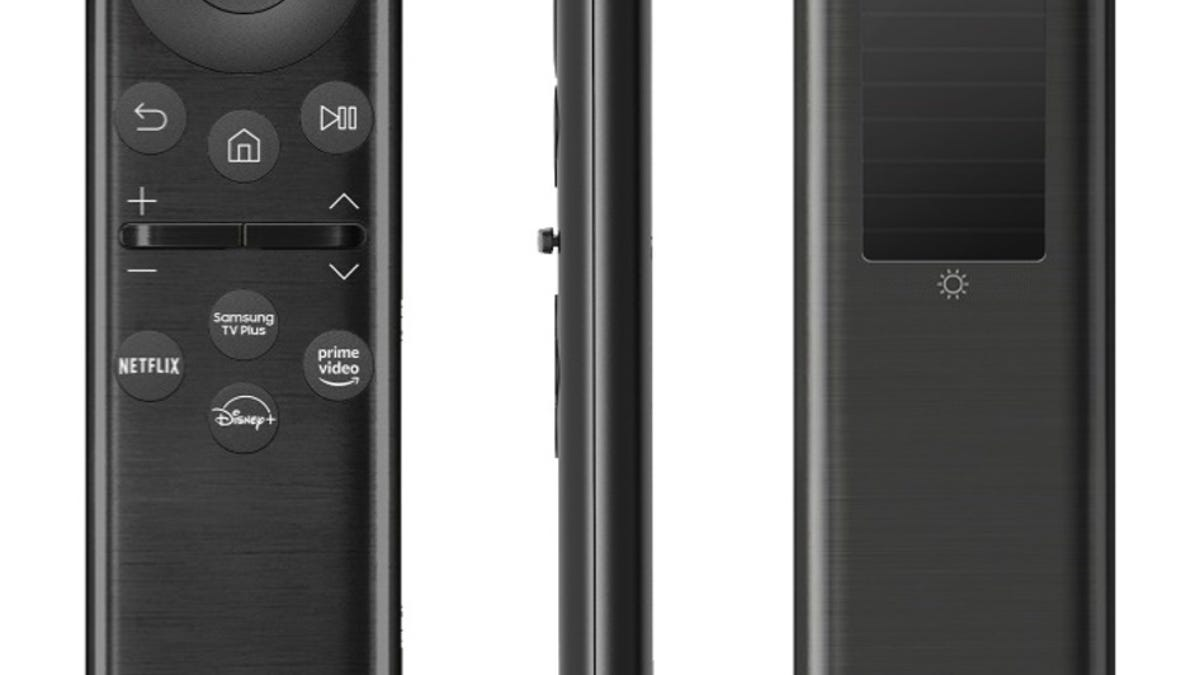 Samsung
TV Plus
NETFLIX
prime
video
Disney+